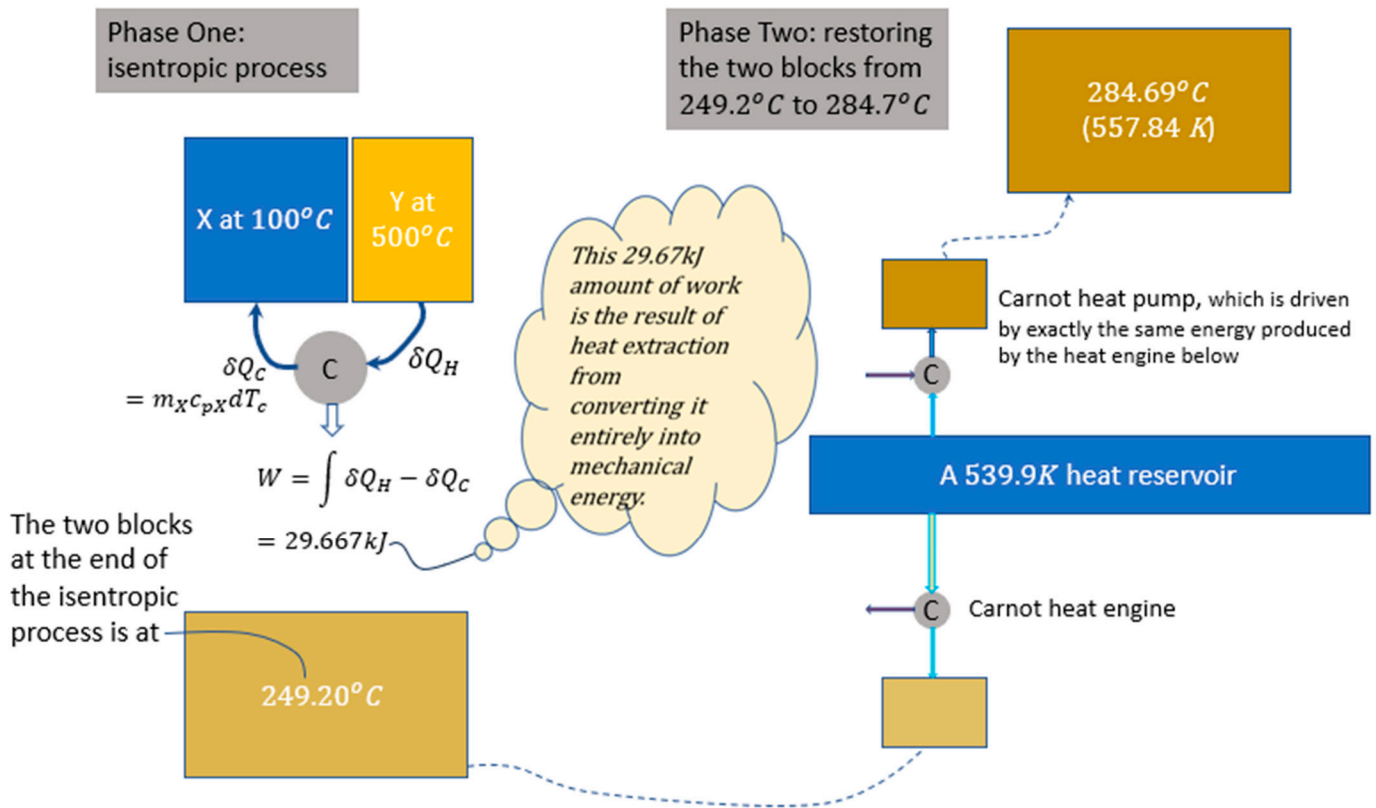 Phase One:
isentropic process
X at 100°C
Y at
500°C
δQ_C
= m_X c_{pX} dT_c
C
δQ_H
W = ∫ δQ_H − δQ_C
= 29.667kJ
The two blocks
at the end of
the isentropic
process is at
249.20°C
This 29.67kJ
amount of work
is the result of
heat extraction
from
converting it
entirely into
mechanical
energy.
Phase Two: restoring
the two blocks from
249.2°C to 284.7°C
284.69°C
(557.84 K)
Carnot heat pump, which is driven
by exactly the same energy produced
by the heat engine below
C
A 539.9K heat reservoir
C
Carnot heat engine